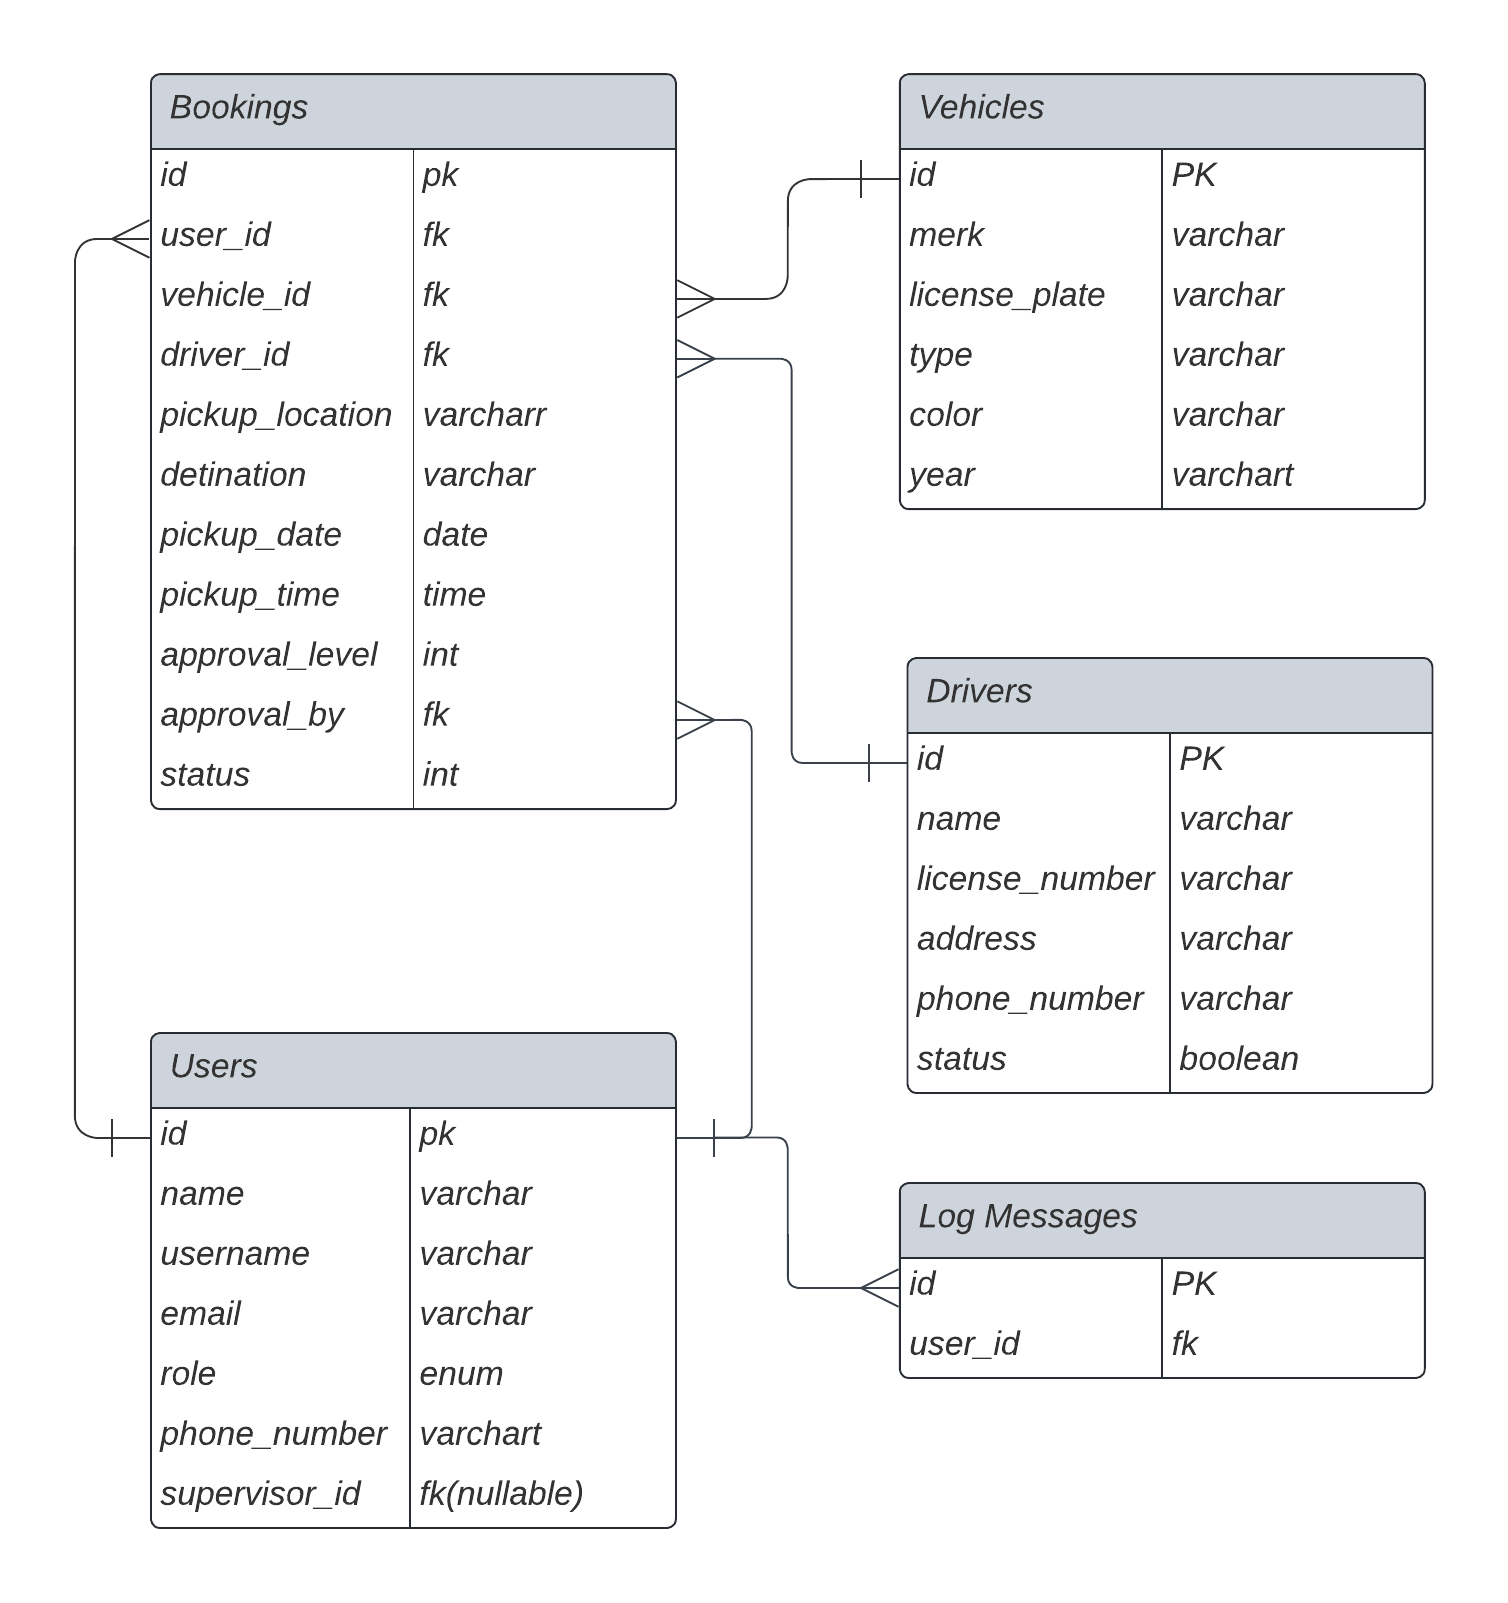 Bookings
id pk
user_id fk
vehicle_id fk
driver_id fk
pickup_location varcharr
detination varchar
pickup_date date
pickup_time time
approval_level int
approval_by fk
status int
Vehicles
id PK
merk varchar
license_plate varchar
type varchar
color varchar
year varchart
Drivers
id PK
name varchar
license_number varchar
address varchar
phone_number varchar
status boolean
Users
id pk
name varchar
username varchar
email varchar
role enum
phone_number varchart
supervisor_id fk(nullable)
Log Messages
id PK
user_id fk